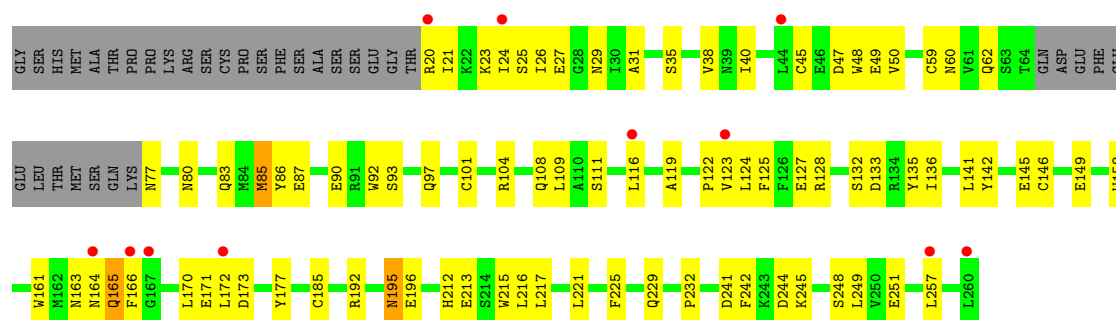 GLY SER HIS MET ALA THR PRO PRO LYS ARG SER CYS PRO SER PHE SER ALA SER SER GLU GLY THR R20 I21 K22 K23 I24 S25 I26 E27 G28 N29 I30 A31 S35 V38 N39 I40 L44 C45 E46 D47 W48 E49 V50 C59 N60 V61 Q62 S63 T64 GLN ASP GLU PHE
GLU LEU THR MET SER GLN LYS N77 N80 Q83 M84 M85 Y86 E87 E90 R91 W92 S93 Q97 C101 R104 Q108 L109 A110 S111 L116 A119 P122 V123 L124 F125 F126 E127 R128 S132 D133 R134 Y135 I136 L141 Y142 E145 C146 E149
W161 M162 N163 N164 Q165 F166 G167 L170 E171 L172 D173 Y177 C185 R192 N195 E196 H212 E213 S214 W215 L216 L217 L221 F225 Q229 P232 D241 F242 K243 D244 K245 S248 L249 V250 E251 L257 L260